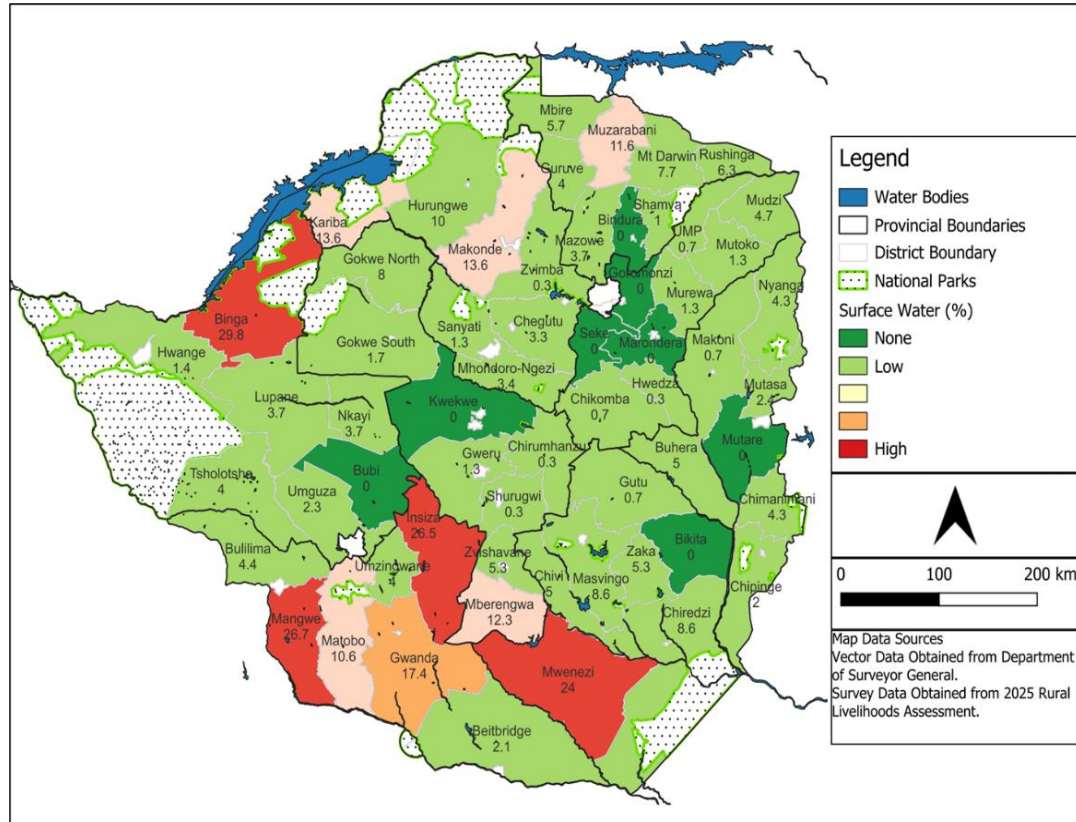 Mbire
5.7
Muzarabani
11.6
Mt Darwin
7.7
Rushinga
6.3
Guruve
4
Kariba
13.6
Hurungwe
10
Makonde
13.6
Shamva
1
Bindura
0
Mudzi
4.7
UMP
0.7
Mutoko
1.3
Mazowe
3.7
Zvimba
0.3
Goromonzi
0
Gokwe North
8
Murewa
1.3
Nyanga
4.3
Binga
29.8
Sanyati
1.3
Chegutu
3.3
Seke
0
Marondera
0
Makoni
0.7
Hwange
1.4
Gokwe South
1.7
Mhondoro-Ngezi
3.4
Hwedza
0.3
Mutasa
2.4
Lupane
3.7
Nkayi
3.7
Kwekwe
0
Chikomba
0,7
Chirumhanzu
0.3
Gweru
1.3
Buhera
5
Mutare
0
Tsholotsho
4
Umguza
2.3
Bubi
0
Shurugwi
0.3
Gutu
0.7
Chimanimani
4.3
Insiza
26.5
Bikita
0
Bulilima
4.4
Umzingwane
4
Zvishavane
5.3
Chivi
5
Masvingo
8.6
Zaka
5.3
Chipinge
2
Mangwe
26.7
Matobo
10.6
Gwanda
17.4
Mberengwa
12.3
Chiredzi
8.6
Mwenezi
24
Beitbridge
2.1
Legend
Water Bodies
Provincial Boundaries
District Boundary
National Parks
Surface Water (%)
None
Low
High
0 100 200 km
Map Data Sources
Vector Data Obtained from Department
of Surveyor General.
Survey Data Obtained from 2025 Rural
Livelihoods Assessment.